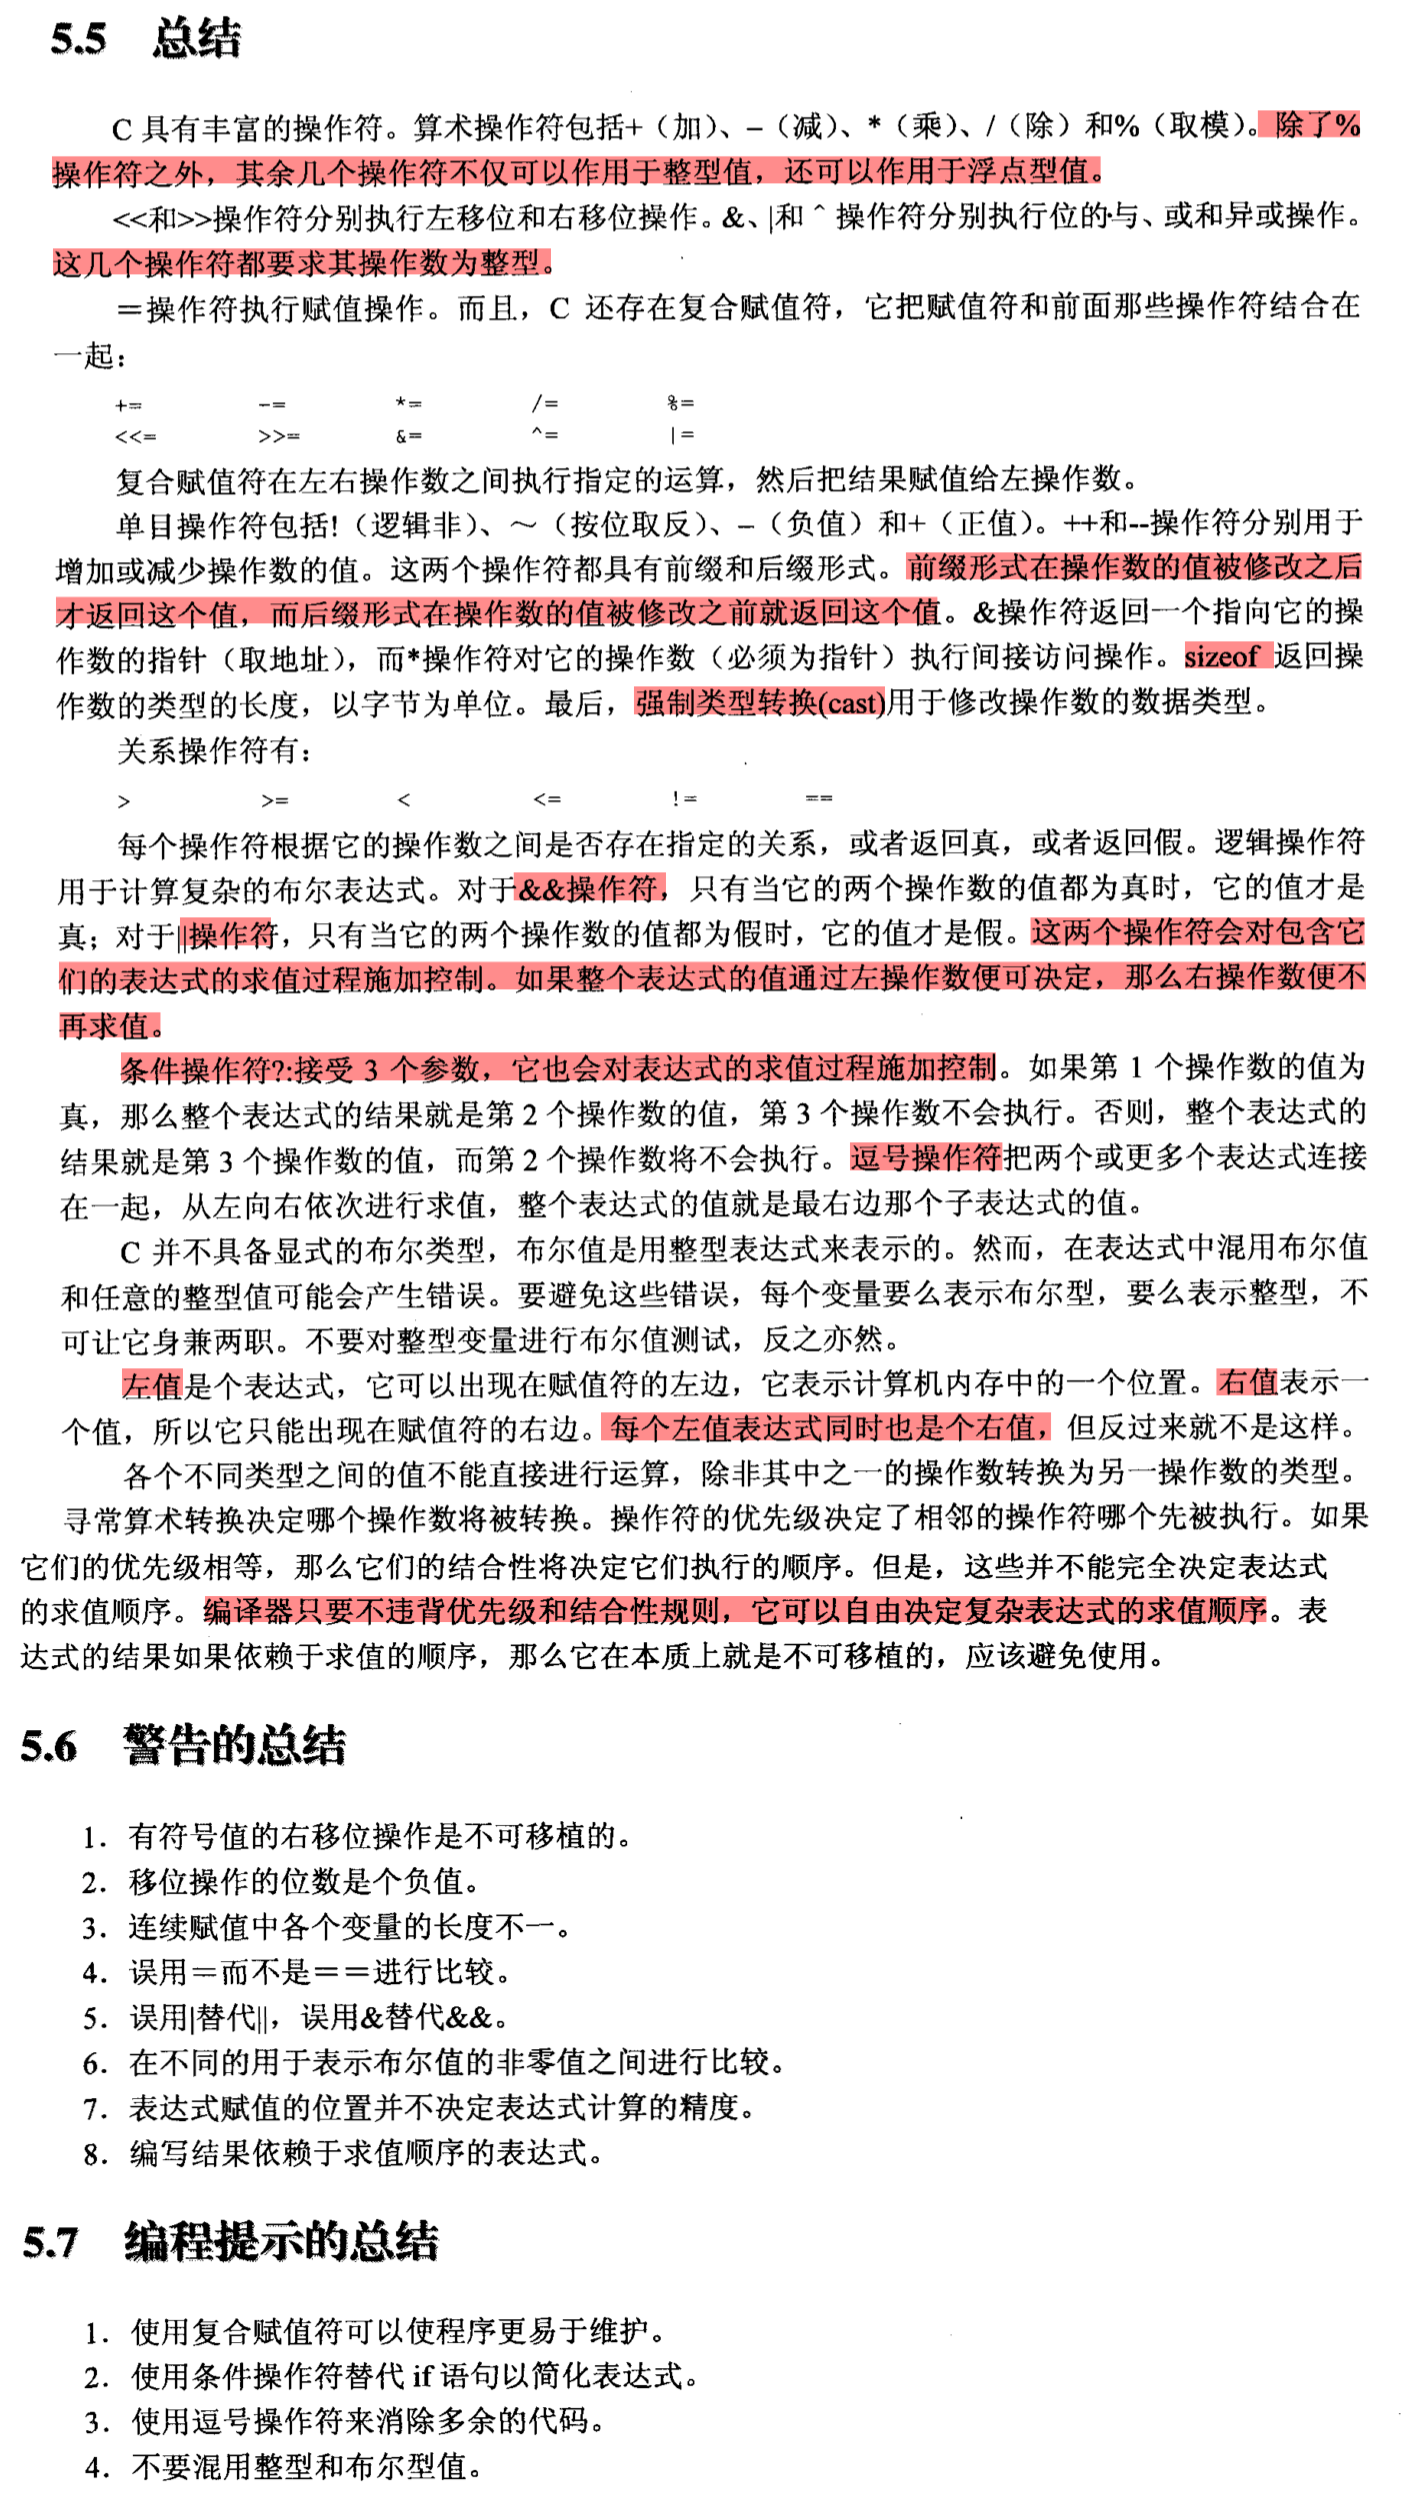 5.5 总结
C 具有丰富的操作符。算术操作符包括+（加）、–（减）、*（乘）、/（除）和%（取模）。除了%
操作符之外，其余几个操作符不仅可以作用于整型值，还可以作用于浮点型值。
<<和>>操作符分别执行左移位和右移位操作。&、|和 ^ 操作符分别执行位的与、或和异或操作。
这几个操作符都要求其操作数为整型。
＝操作符执行赋值操作。而且，C 还存在复合赋值符，它把赋值符和前面那些操作符结合在
一起：
+= -= *= /= %=
<<= >>= &= ^= |=
复合赋值符在左右操作数之间执行指定的运算，然后把结果赋值给左操作数。
单目操作符包括!（逻辑非）、～（按位取反）、–（负值）和+（正值）。++和--操作符分别用于
增加或减少操作数的值。这两个操作符都具有前缀和后缀形式。前缀形式在操作数的值被修改之后
才返回这个值，而后缀形式在操作数的值被修改之前就返回这个值。&操作符返回一个指向它的操
作数的指针（取地址），而*操作符对它的操作数（必须为指针）执行间接访问操作。sizeof 返回操
作数的类型的长度，以字节为单位。最后，强制类型转换(cast)用于修改操作数的数据类型。
关系操作符有：
> >= < <= != ==
每个操作符根据它的操作数之间是否存在指定的关系，或者返回真，或者返回假。逻辑操作符
用于计算复杂的布尔表达式。对于&&操作符，只有当它的两个操作数的值都为真时，它的值才是
真；对于||操作符，只有当它的两个操作数的值都为假时，它的值才是假。这两个操作符会对包含它
们的表达式的求值过程施加控制。如果整个表达式的值通过左操作数便可决定，那么右操作数便不
再求值。
条件操作符?:接受 3 个参数，它也会对表达式的求值过程施加控制。如果第 1 个操作数的值为
真，那么整个表达式的结果就是第 2 个操作数的值，第 3 个操作数不会执行。否则，整个表达式的
结果就是第 3 个操作数的值，而第 2 个操作数将不会执行。逗号操作符把两个或更多个表达式连接
在一起，从左向右依次进行求值，整个表达式的值就是最右边那个子表达式的值。
C 并不具备显式的布尔类型，布尔值是用整型表达式来表示的。然而，在表达式中混用布尔值
和任意的整型值可能会产生错误。要避免这些错误，每个变量要么表示布尔型，要么表示整型，不
可让它身兼两职。不要对整型变量进行布尔值测试，反之亦然。
左值是个表达式，它可以出现在赋值符的左边，它表示计算机内存中的一个位置。右值表示一
个值，所以它只能出现在赋值符的右边。每个左值表达式同时也是个右值，但反过来就不是这样。
各个不同类型之间的值不能直接进行运算，除非其中之一的操作数转换为另一操作数的类型。
寻常算术转换决定哪个操作数将被转换。操作符的优先级决定了相邻的操作符哪个先被执行。如果
它们的优先级相等，那么它们的结合性将决定它们执行的顺序。但是，这些并不能完全决定表达式
的求值顺序。编译器只要不违背优先级和结合性规则，它可以自由决定复杂表达式的求值顺序。表
达式的结果如果依赖于求值的顺序，那么它在本质上就是不可移植的，应该避免使用。
5.6 警告的总结
1．有符号值的右移位操作是不可移植的。
2．移位操作的位数是个负值。
3．连续赋值中各个变量的长度不一。
4．误用＝而不是＝＝进行比较。
5．误用|替代||，误用&替代&&。
6．在不同的用于表示布尔值的非零值之间进行比较。
7．表达式赋值的位置并不决定表达式计算的精度。
8．编写结果依赖于求值顺序的表达式。
5.7 编程提示的总结
1．使用复合赋值符可以使程序更易于维护。
2．使用条件操作符替代 if 语句以简化表达式。
3．使用逗号操作符来消除多余的代码。
4．不要混用整型和布尔型值。